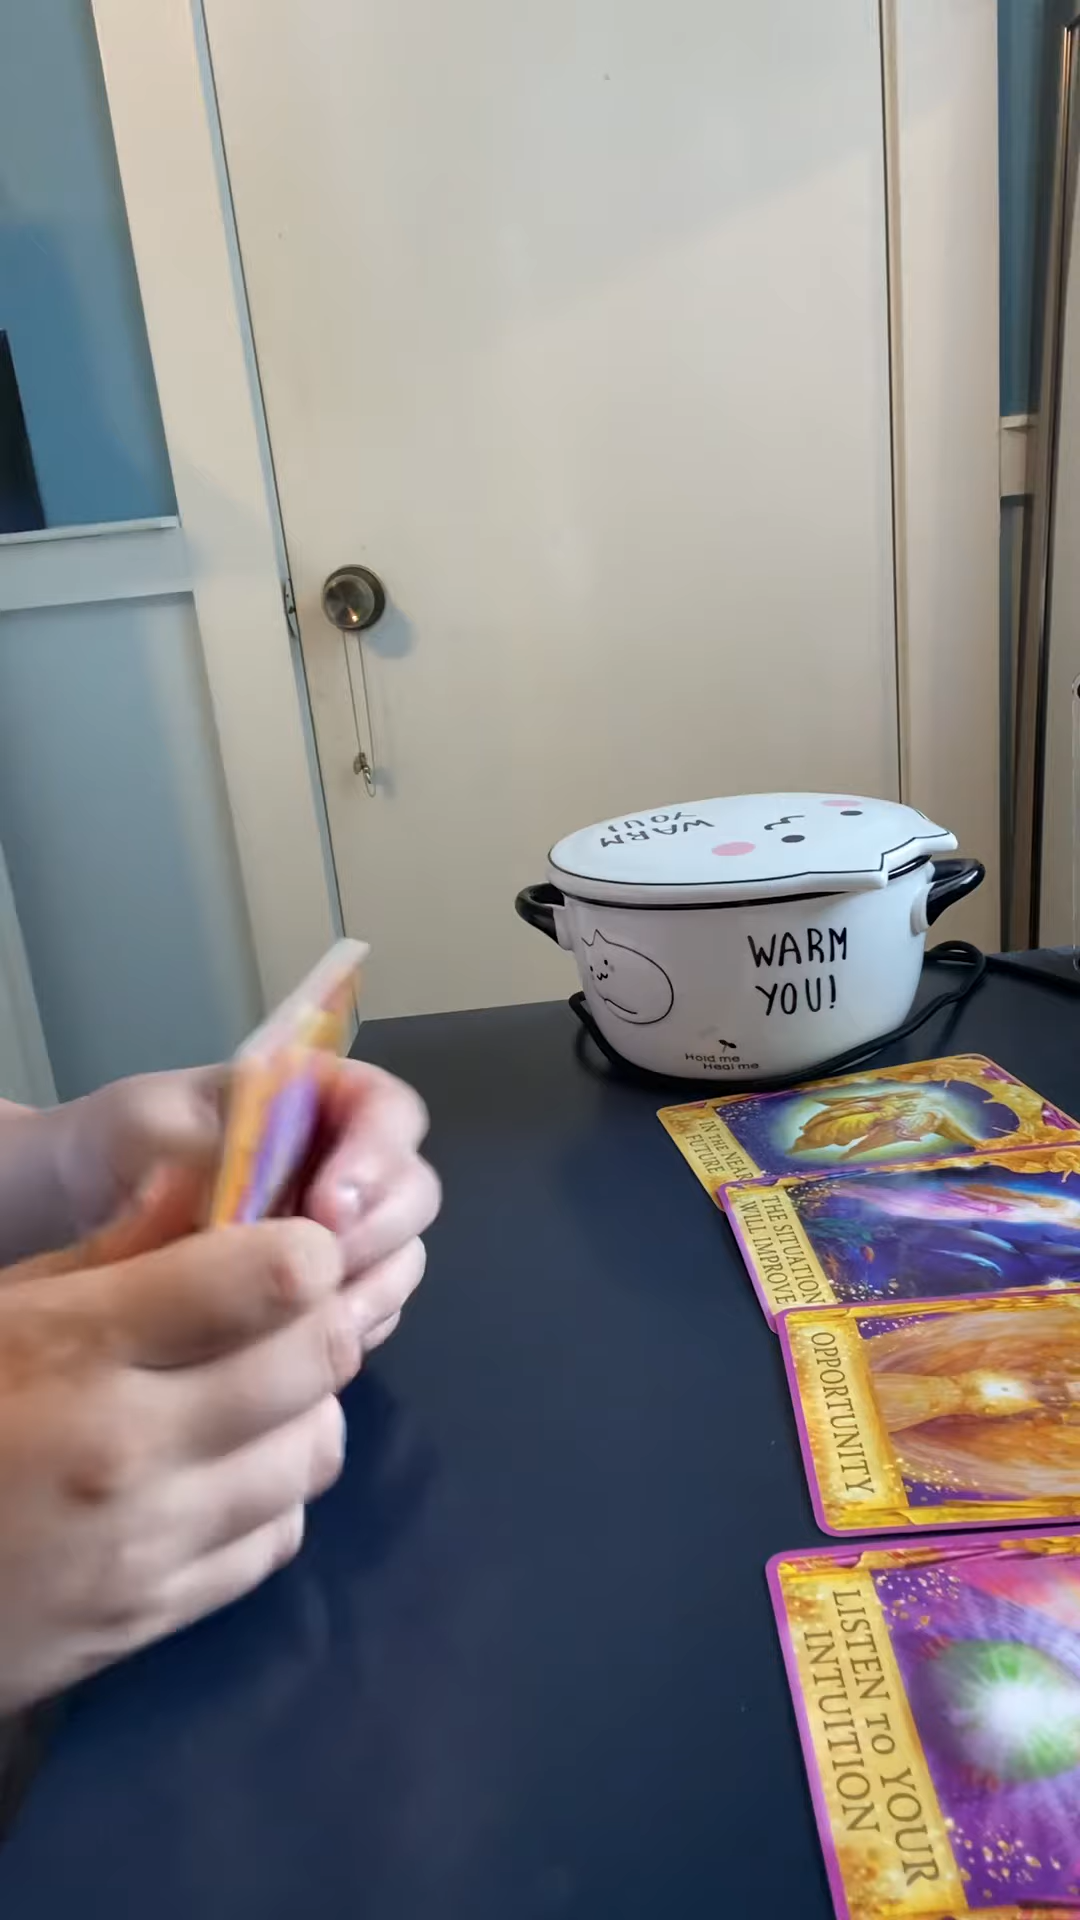 WARM
YOU!
WARM
YOU!
Hold me
Heal me
IN THE NEAR
FUTURE
THE SITUATION
WILL IMPROVE
OPPORTUNITY
LISTEN TO YOUR
INTUITION